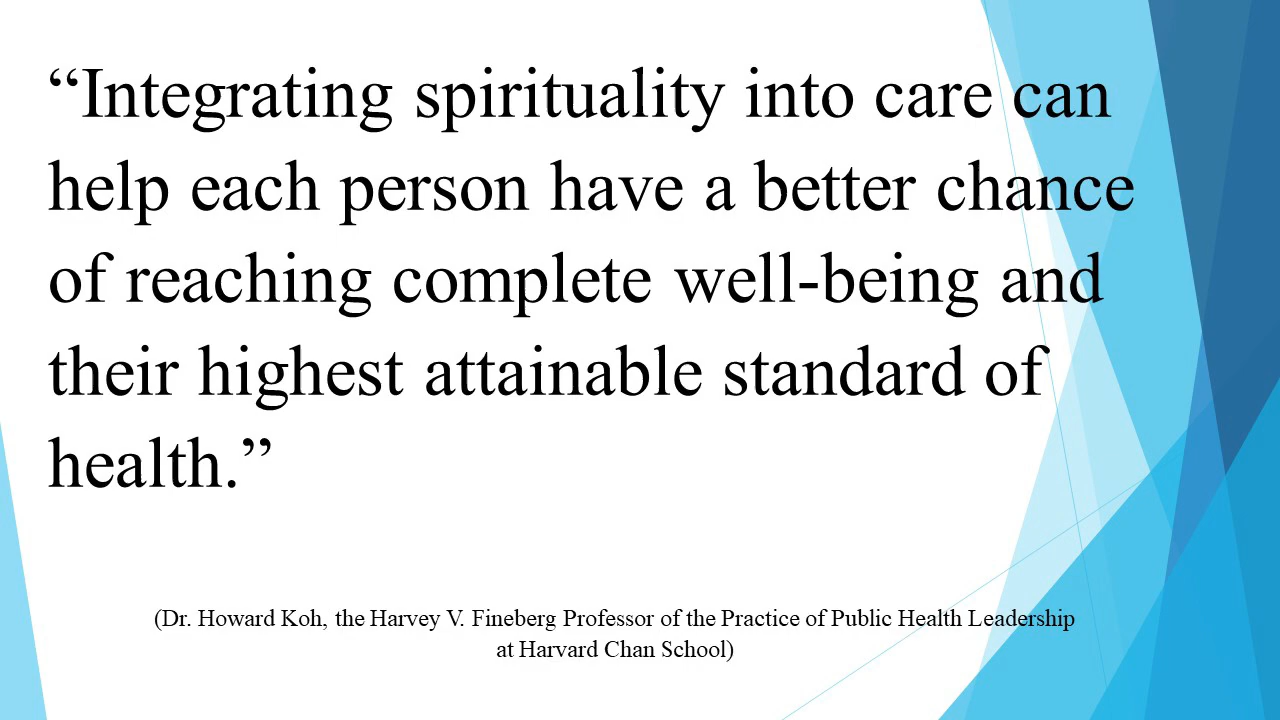 “Integrating spirituality into care can
help each person have a better chance
of reaching complete well-being and
their highest attainable standard of
health.”
(Dr. Howard Koh, the Harvey V. Fineberg Professor of the Practice of Public Health Leadership
at Harvard Chan School)